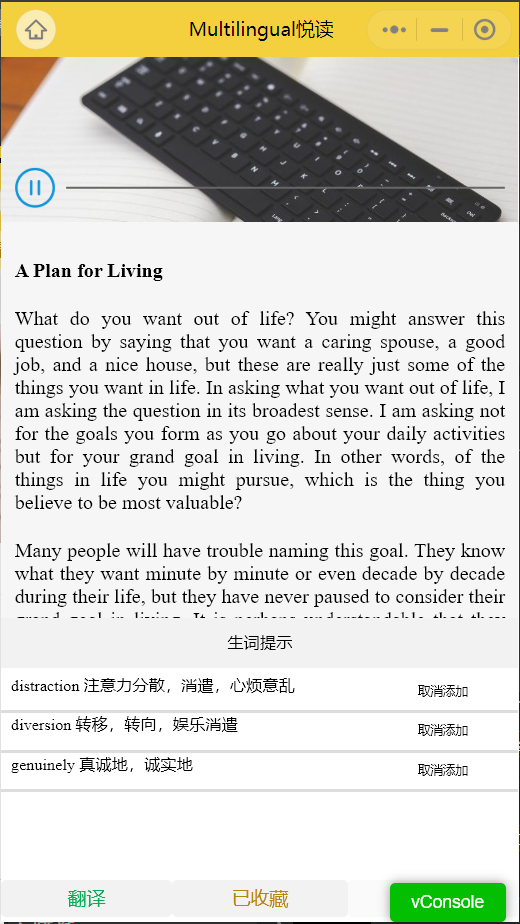 Multilingual悦读
A Plan for Living
What do you want out of life? You might answer this
question by saying that you want a caring spouse, a good
job, and a nice house, but these are really just some of the
things you want in life. In asking what you want out of life, I
am asking the question in its broadest sense. I am asking not
for the goals you form as you go about your daily activities
but for your grand goal in living. In other words, of the
things in life you might pursue, which is the thing you
believe to be most valuable?
Many people will have trouble naming this goal. They know
what they want minute by minute or even decade by decade
during their life, but they have never paused to consider their
grand goal in living. It is perhaps understandable that they
生词提示
distraction 注意力分散，消遣，心烦意乱
取消添加
diversion 转移，转向，娱乐消遣
取消添加
genuinely 真诚地，诚实地
取消添加
翻译
已收藏
vConsole